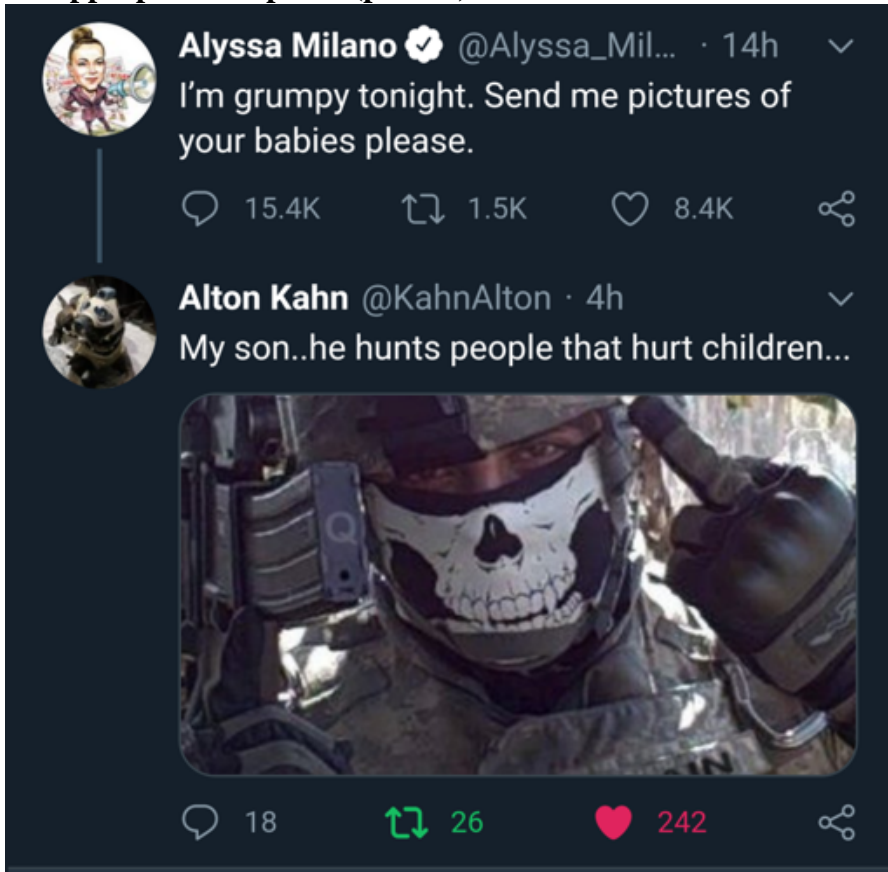 Alyssa Milano @Alyssa_Mil... · 14h
I'm grumpy tonight. Send me pictures of
your babies please.
15.4K 1.5K 8.4K
Alton Kahn @KahnAlton · 4h
My son..he hunts people that hurt children...
Q
18 26 242